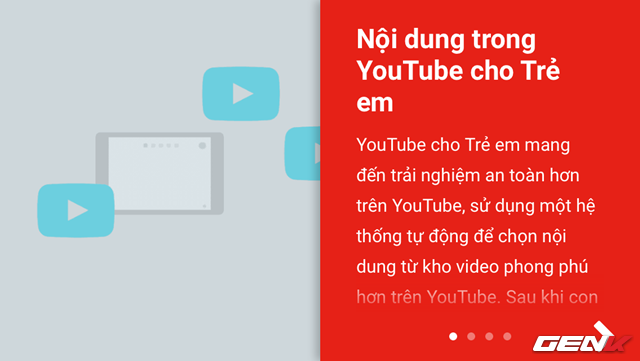 Nội dung trong
YouTube cho Trẻ
em
YouTube cho Trẻ em mang
đến trải nghiệm an toàn hơn
trên YouTube, sử dụng một hệ
thống tự động để chọn nội
dung từ kho video phong phú
hơn trên YouTube. Sau khi con
GENK